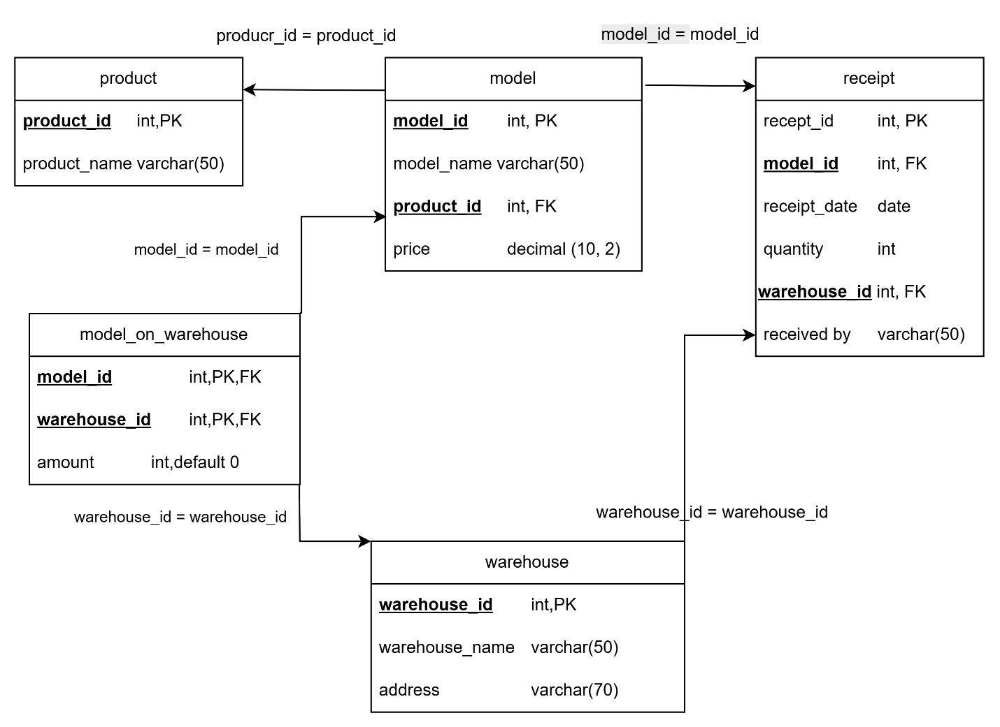 producr_id = product_id
model_id = model_id
product
product_id int,PK
product_name varchar(50)
model
model_id int, PK
model_name varchar(50)
product_id int, FK
price decimal (10, 2)
receipt
recept_id int, PK
model_id int, FK
receipt_date date
quantity int
warehouse_id int, FK
received by varchar(50)
model_id = model_id
model_on_warehouse
model_id int,PK,FK
warehouse_id int,PK,FK
amount int,default 0
warehouse_id = warehouse_id
warehouse_id = warehouse_id
warehouse
warehouse_id int,PK
warehouse_name varchar(50)
address varchar(70)